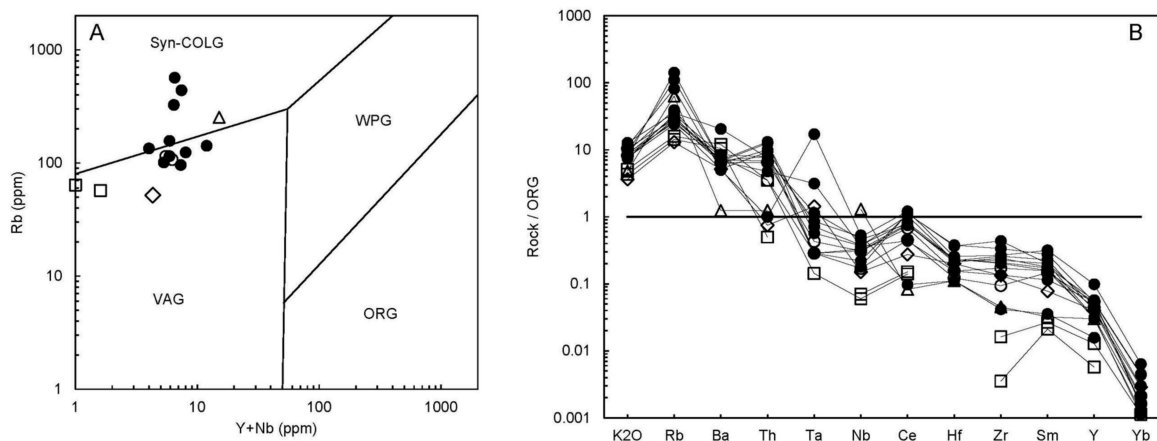 A
Syn-COLG
WPG
VAG
ORG
Rb (ppm)
1000
100
10
1
1 10 100 1000
Y+Nb (ppm)
B
Rock / ORG
1000
100
10
1
0.1
0.01
0.001
K2O Rb Ba Th Ta Nb Ce Hf Zr Sm Y Yb